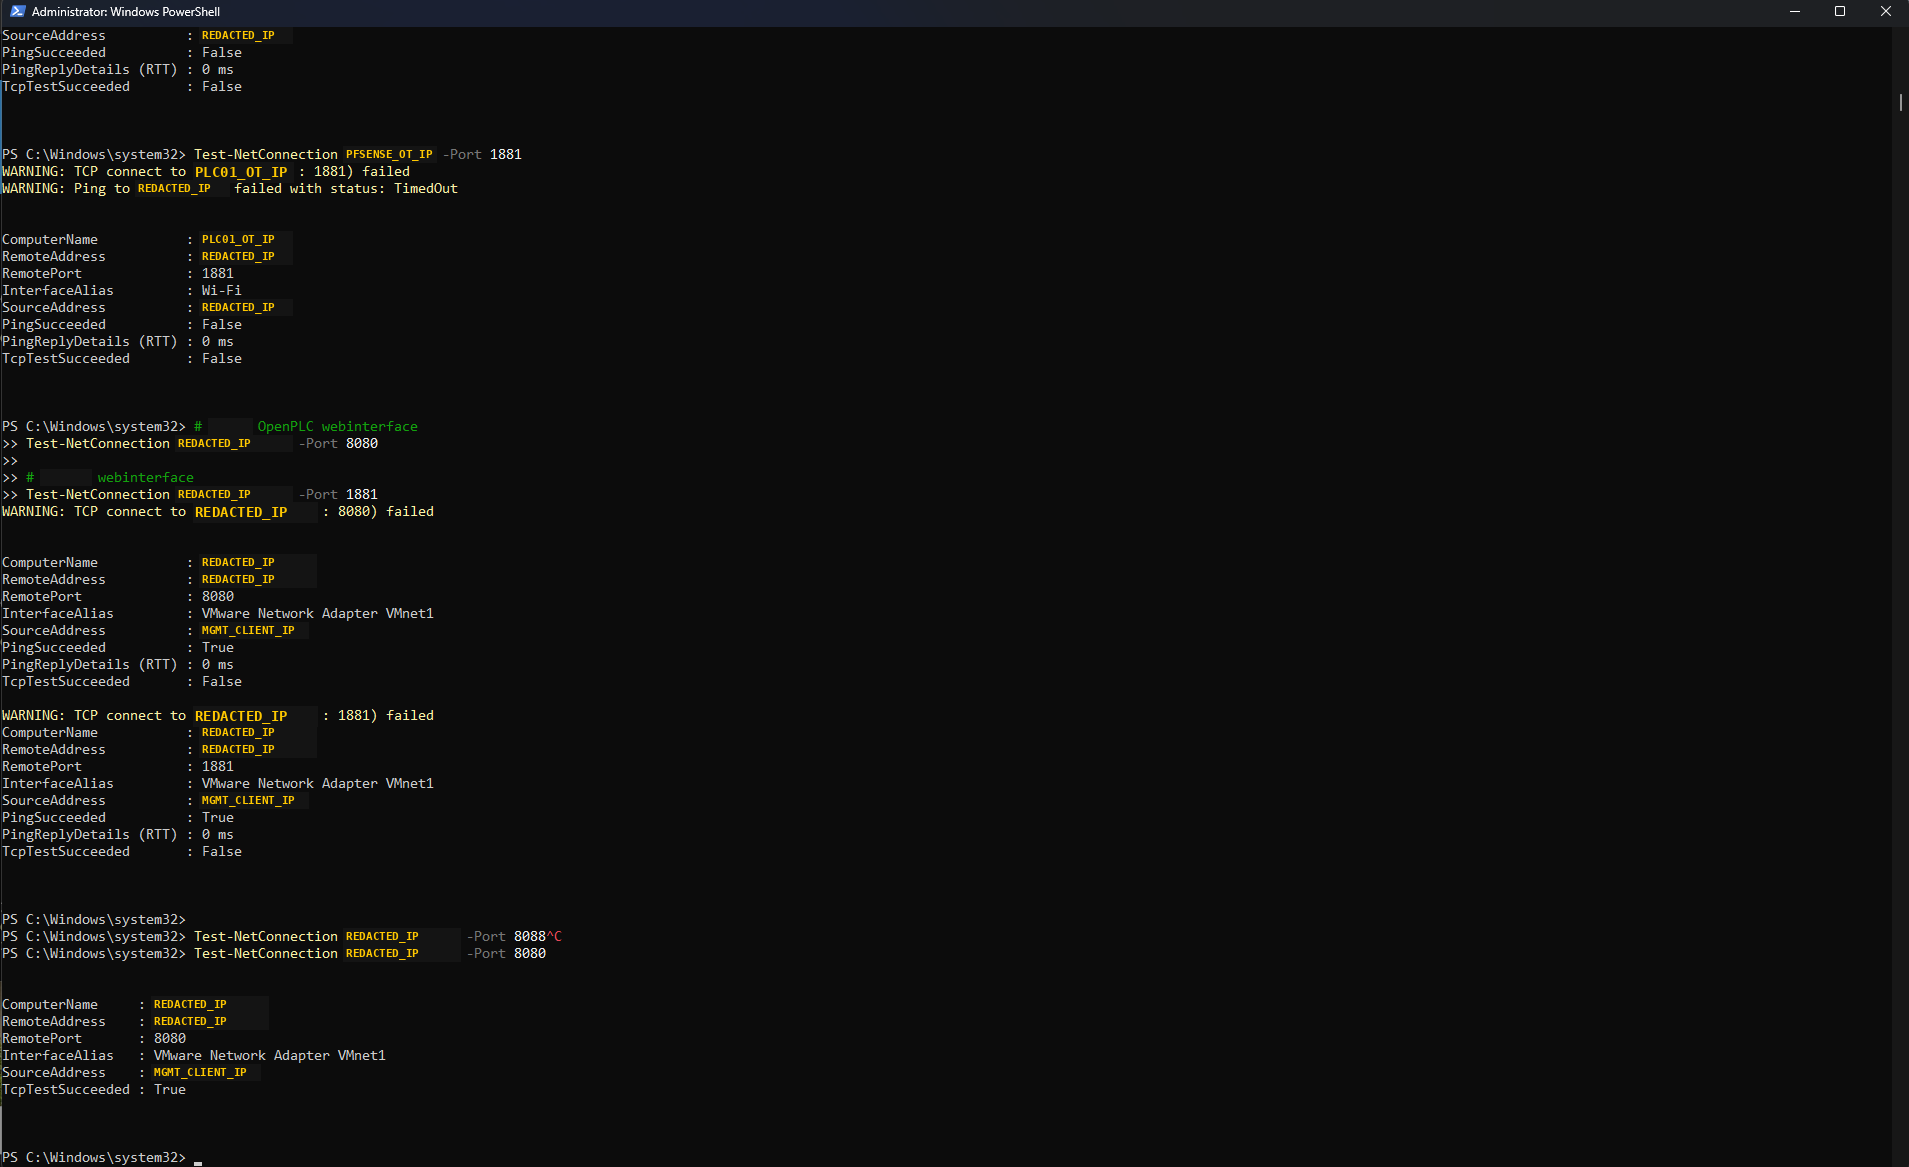 Administrator: Windows PowerShell
SourceAddress : REDACTED_IP
PingSucceeded : False
PingReplyDetails (RTT) : 0 ms
TcpTestSucceeded : False
PS C:\Windows\system32> Test-NetConnection PFSENSE_OT_IP -Port 1881
WARNING: TCP connect to PLC01_OT_IP : 1881) failed
WARNING: Ping to REDACTED_IP failed with status: TimedOut
ComputerName : PLC01_OT_IP
RemoteAddress : REDACTED_IP
RemotePort : 1881
InterfaceAlias : Wi-Fi
SourceAddress : REDACTED_IP
PingSucceeded : False
PingReplyDetails (RTT) : 0 ms
TcpTestSucceeded : False
PS C:\Windows\system32> # OpenPLC webinterface
>> Test-NetConnection REDACTED_IP -Port 8080
>>
>> # webinterface
>> Test-NetConnection REDACTED_IP -Port 1881
WARNING: TCP connect to REDACTED_IP : 8080) failed
ComputerName : REDACTED_IP
RemoteAddress : REDACTED_IP
RemotePort : 8080
InterfaceAlias : VMware Network Adapter VMnet1
SourceAddress : MGMT_CLIENT_IP
PingSucceeded : True
PingReplyDetails (RTT) : 0 ms
TcpTestSucceeded : False
WARNING: TCP connect to REDACTED_IP : 1881) failed
ComputerName : REDACTED_IP
RemoteAddress : REDACTED_IP
RemotePort : 1881
InterfaceAlias : VMware Network Adapter VMnet1
SourceAddress : MGMT_CLIENT_IP
PingSucceeded : True
PingReplyDetails (RTT) : 0 ms
TcpTestSucceeded : False
PS C:\Windows\system32>
PS C:\Windows\system32> Test-NetConnection REDACTED_IP -Port 8088^C
PS C:\Windows\system32> Test-NetConnection REDACTED_IP -Port 8080
ComputerName : REDACTED_IP
RemoteAddress : REDACTED_IP
RemotePort : 8080
InterfaceAlias : VMware Network Adapter VMnet1
SourceAddress : MGMT_CLIENT_IP
TcpTestSucceeded : True
PS C:\Windows\system32>